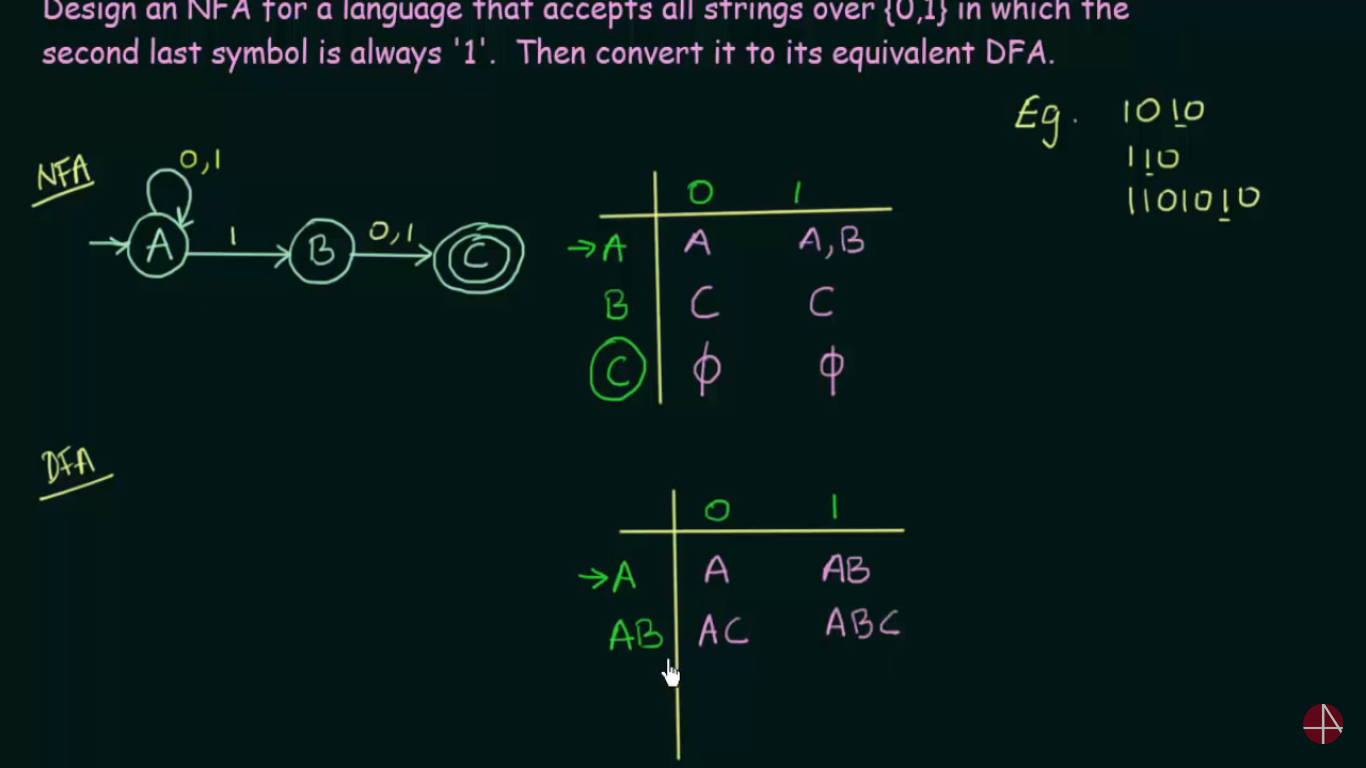 Design an NFA for a language that accepts all strings over {0,1} in which the
second last symbol is always '1'. Then convert it to its equivalent DFA.
Eg. 1010
110
1101010
NFA
0,1
A 1 B 0,1 C
0 1
→A A A,B
B C C
C ϕ ϕ
DFA
0 1
→A A AB
AB AC ABC